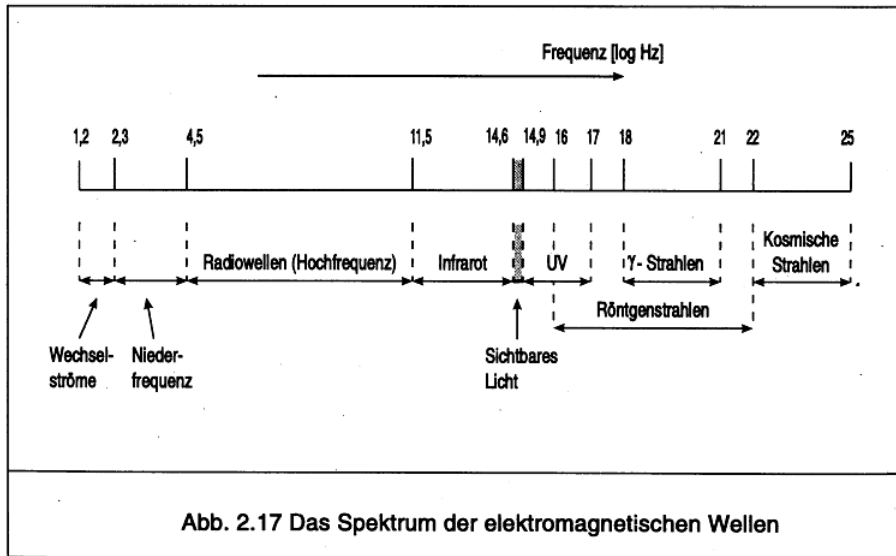 Frequenz [log Hz]
1,2 2,3 4,5 11,5 14,6 14,9 16 17 18 21 22 25
Radiowellen (Hochfrequenz) Infrarot UV γ - Strahlen Kosmische
Strahlen
Röntgenstrahlen
Wechsel-
ströme
Nieder-
frequenz
Sichtbares
Licht
Abb. 2.17 Das Spektrum der elektromagnetischen Wellen